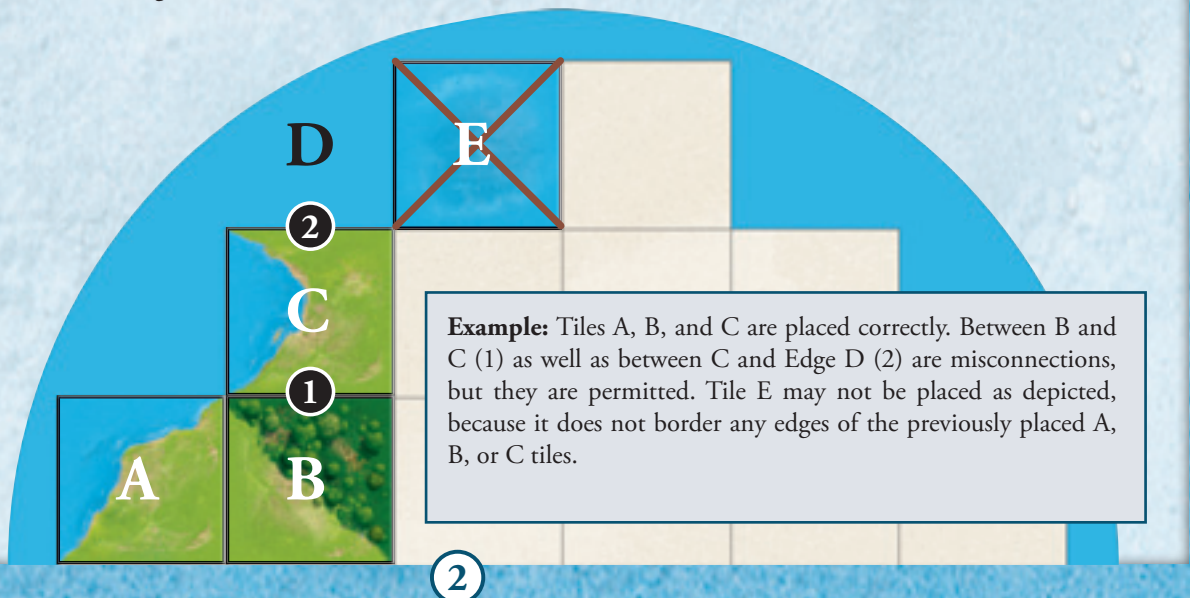 D
E
2
C
Example: Tiles A, B, and C are placed correctly. Between B and
C (1) as well as between C and Edge D (2) are misconnections,
but they are permitted. Tile E may not be placed as depicted,
because it does not border any edges of the previously placed A,
B, or C tiles.
1
A
B
2